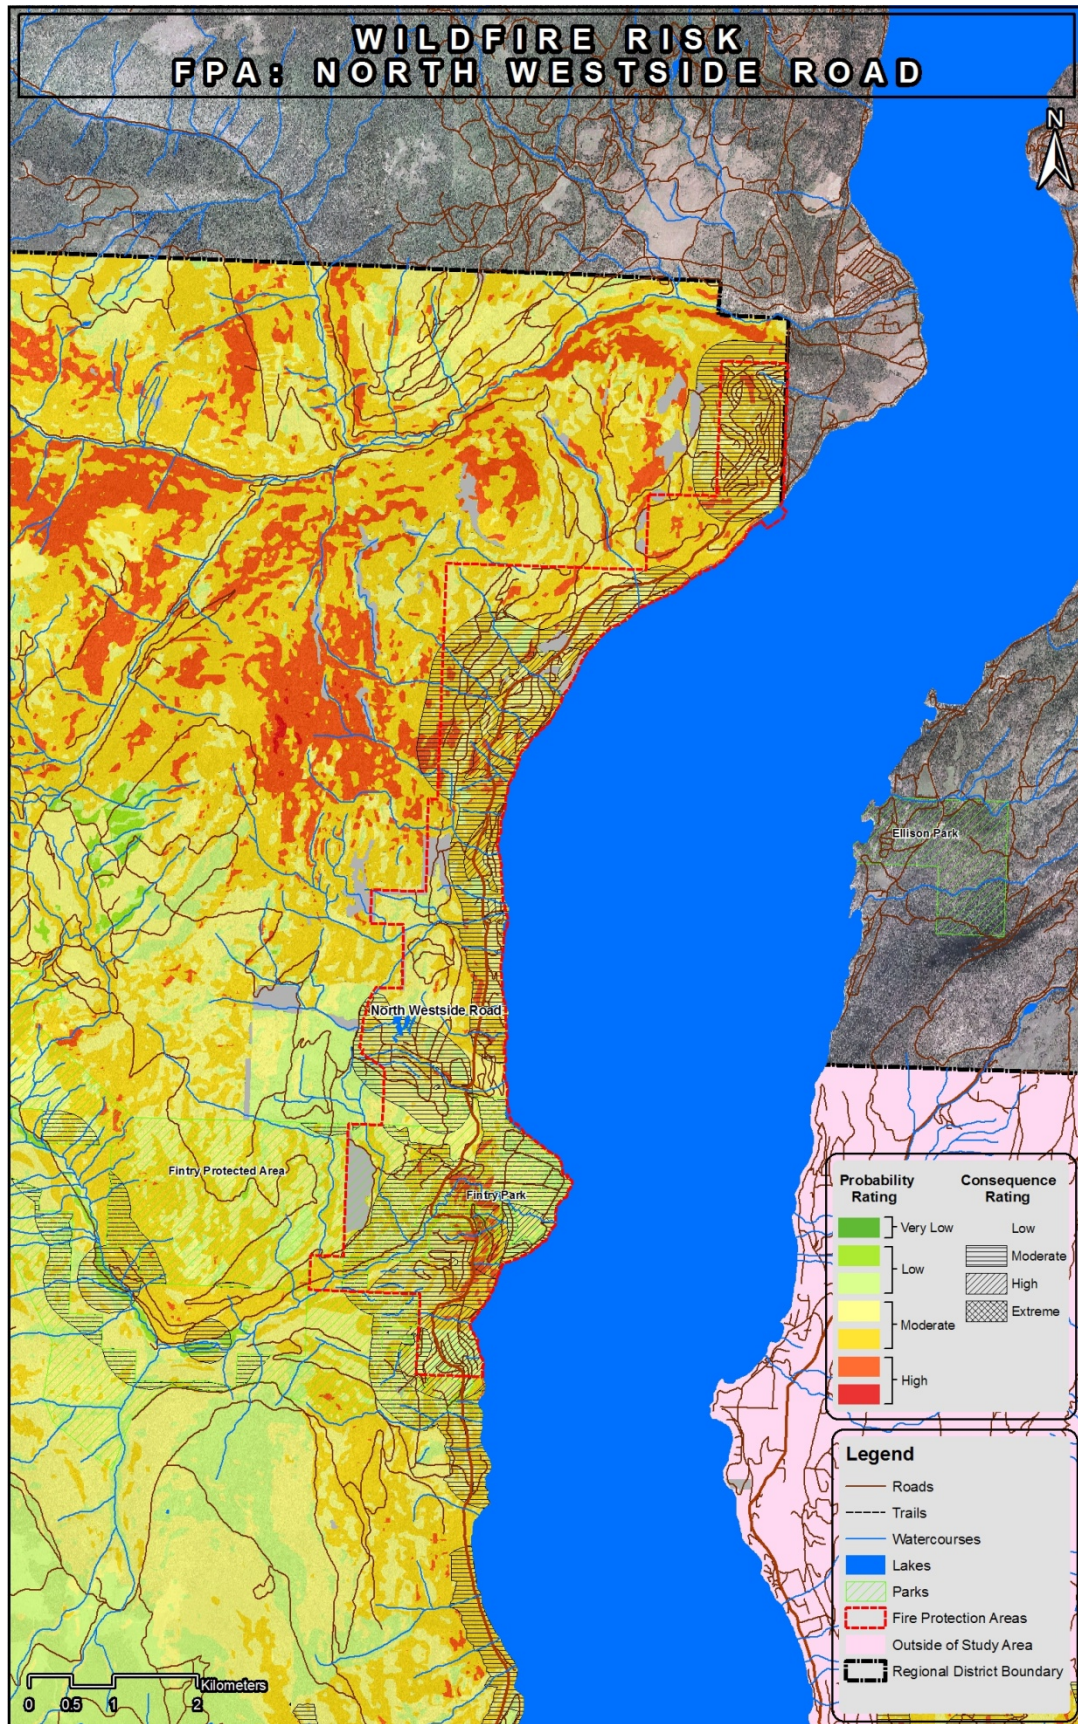 WILDFIRE RISK
FPA: NORTH WESTSIDE ROAD
N
Ellison Park
North Westside Road
Fintry Protected Area
Fintry Park
Probability Rating
Very Low
Low
Moderate
High
Consequence Rating
Low
Moderate
High
Extreme
Legend
Roads
Trails
Watercourses
Lakes
Parks
Fire Protection Areas
Outside of Study Area
Regional District Boundary
Kilometers
0 0.5 1 2